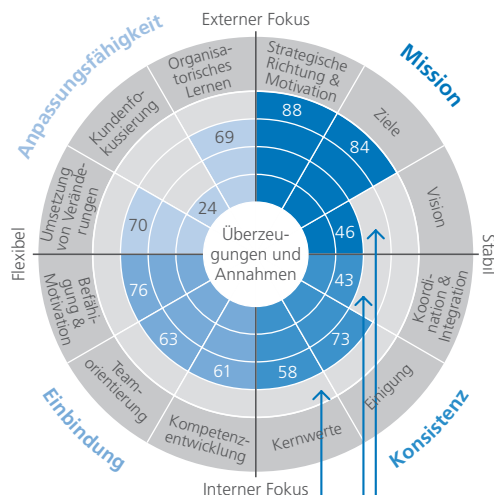 Externer Fokus
Anpassungsfähigkeit
Mission
Organisa-
torisches
Lernen
Strategische
Richtung &
Motivation
Kundenfo-
kussierung
Ziele
Umsetzung
von Verände-
rungen
Vision
88
84
69
24
70
46
Flexibel
Überzeu-
gungen und
Annahmen
Stabil
76
43
63
73
61
58
Befähi-
gung &
Motivation
Koordi-
nation &
Integration
Team-
orientierung
Einigung
Kompetenz-
entwicklung
Kernwerte
Einbindung
Konsistenz
Interner Fokus